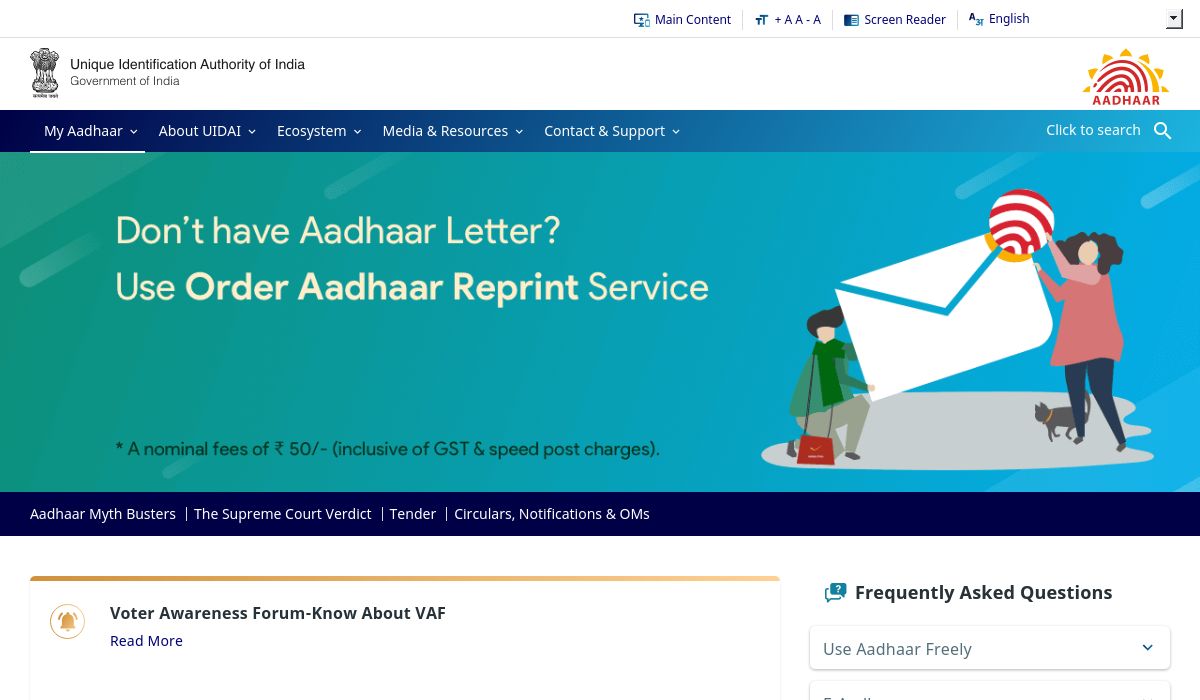 Main Content
+ A A - A
Screen Reader
English
Unique Identification Authority of India
Government of India
AADHAAR
My Aadhaar
About UIDAI
Ecosystem
Media & Resources
Contact & Support
Click to search
Don't have Aadhaar Letter?
Use Order Aadhaar Reprint Service
* A nominal fees of ₹ 50/- (inclusive of GST & speed post charges).
Aadhaar Myth Busters
The Supreme Court Verdict
Tender
Circulars, Notifications & OMs
Voter Awareness Forum-Know About VAF
Read More
Frequently Asked Questions
Use Aadhaar Freely